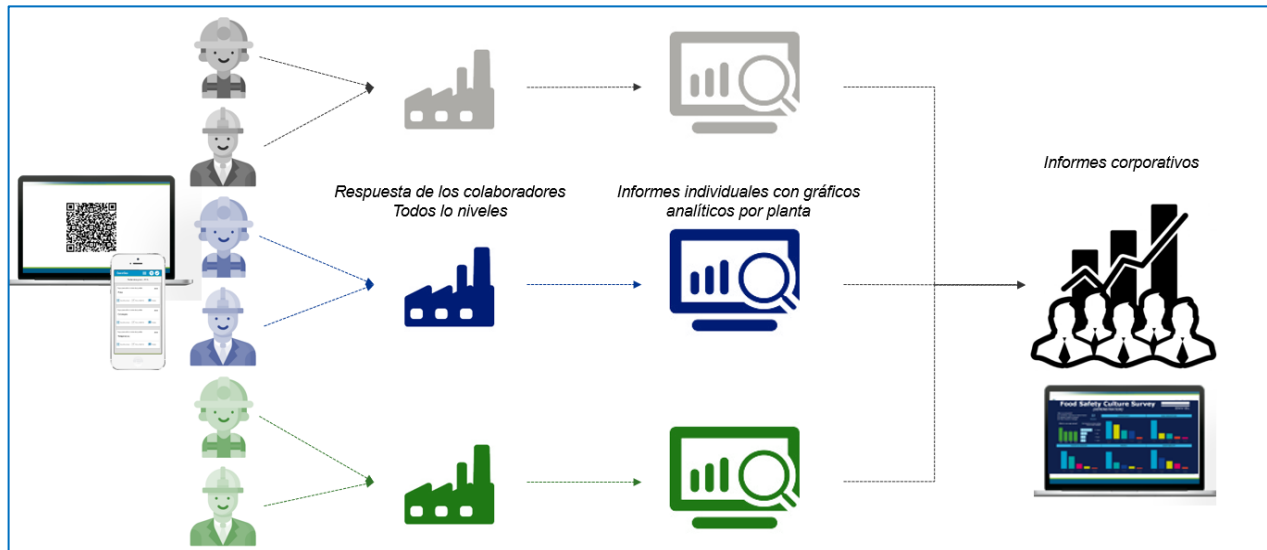 Respuesta de los colaboradores
Todos lo niveles
Informes individuales con gráficos
analíticos por planta
Informes corporativos
Food Safety Culture Survey